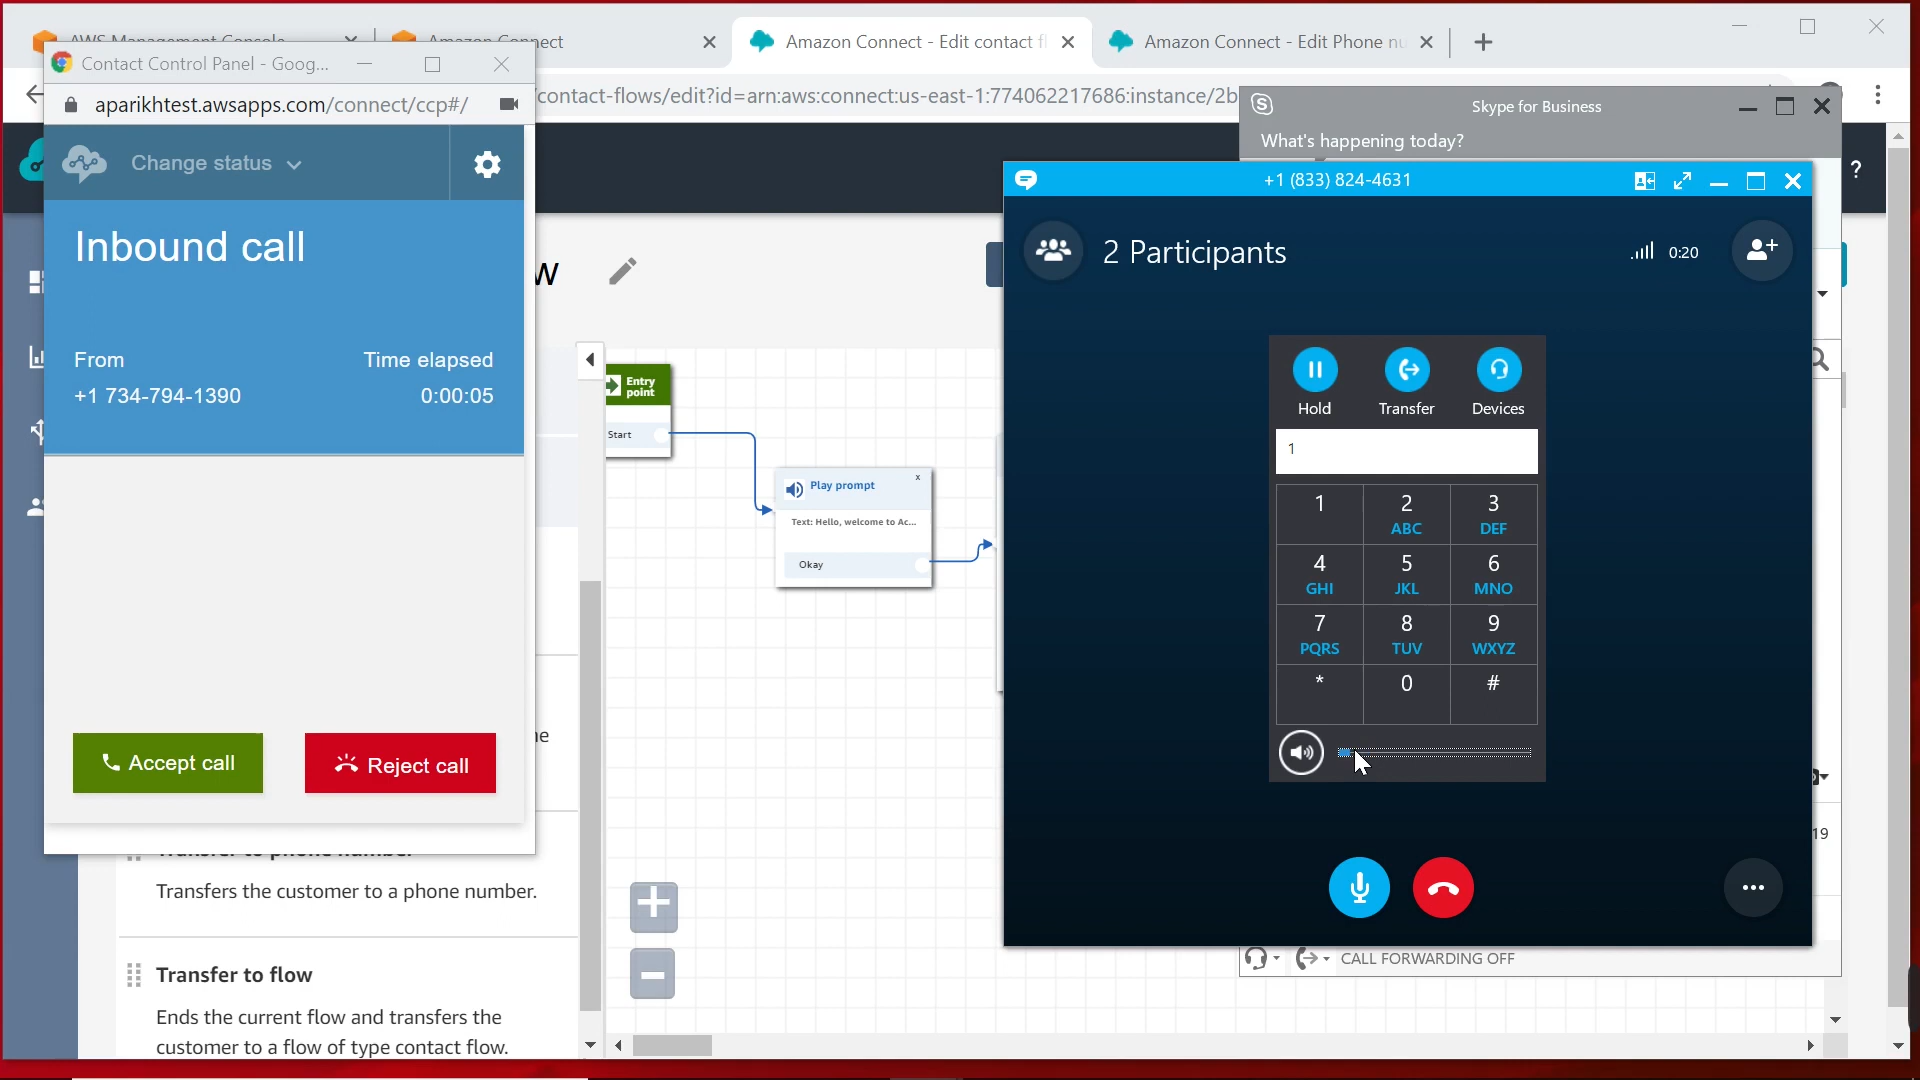 Amazon Connect - Edit contact fl
Amazon Connect - Edit Phone nu
Contact Control Panel - Goog...
aparikhtest.awsapps.com/connect/ccp#/
contact-flows/edit?id=arn:aws:connect:us-east-1:774062217686:instance/2b
Skype for Business
What's happening today?
Change status
+1 (833) 824-4631
?
Inbound call
2 Participants
0:20
w
From
Time elapsed
+1 734-794-1390
0:00:05
Entry
point
Start
Hold
Transfer
Devices
1
Play prompt
x
Text: Hello, welcome to Ac...
Okay
1
2
ABC
3
DEF
4
GHI
5
JKL
6
MNO
7
PQRS
8
TUV
9
WXYZ
*
0
#
Accept call
Reject call
19
Transfer to phone number
Transfers the customer to a phone number.
Transfer to flow
Ends the current flow and transfers the
customer to a flow of type contact flow.
CALL FORWARDING OFF